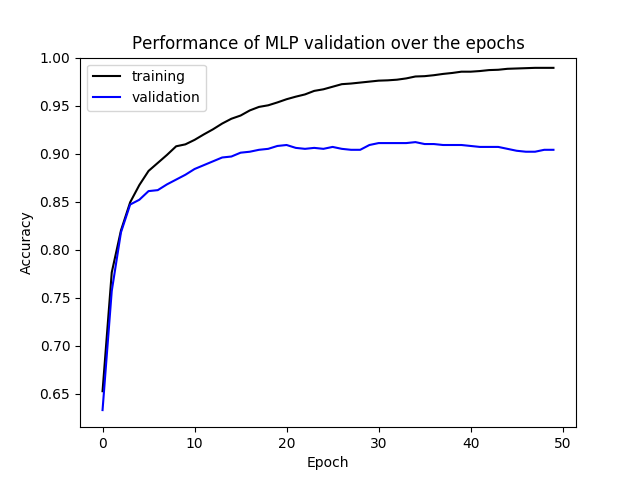 Performance of MLP validation over the epochs
training
validation
1.00
0.95
0.90
0.85
0.80
0.75
0.70
0.65
Accuracy
0 10 20 30 40 50
Epoch